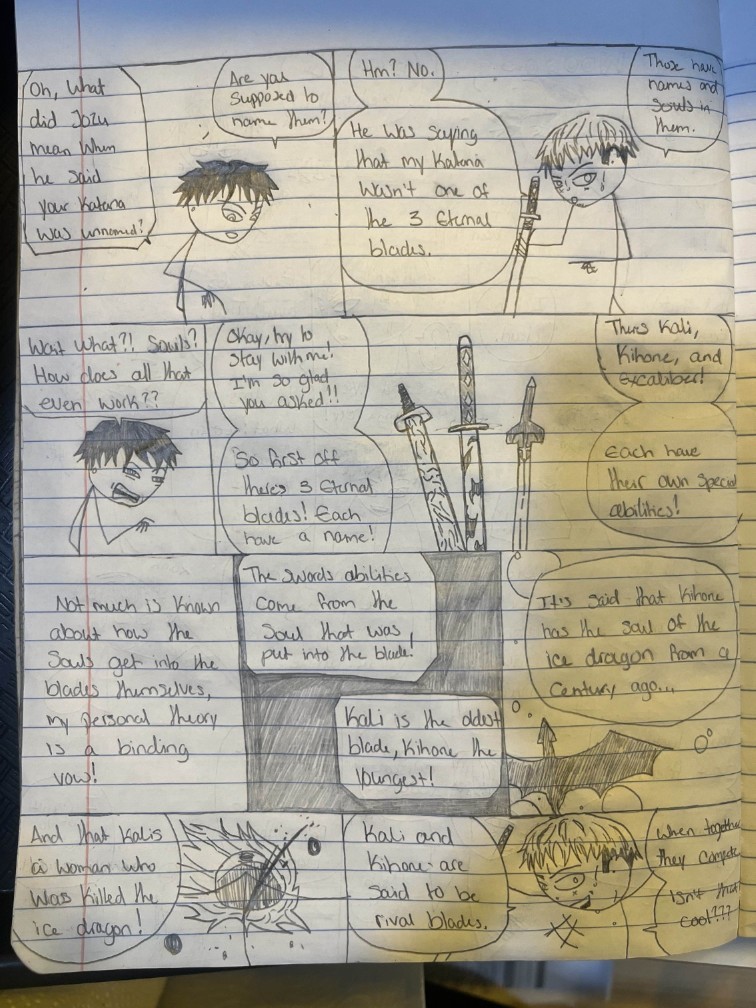 Oh, What
did Jozu
mean when
he said
your Katana
was unnamed?
Are you
supposed to
name them?
Hm? No.
He was saying
that my Katana
wasn't one of
the 3 Eternal
blades.
Those have
names and
souls in
them.
Wait what?! Souls?
How does all that
even work??
Okay, try to
stay with me!
I'm so glad
you asked!!
So first off
theres 3 Eternal
blades! Each
have a name!
Thers Kali,
Kihone, and
Excaliber!
Each have
their own special
abilities!
Not much is known
about how the
Souls get into the
blades themselves,
my personal theory
is a binding
vow!
The swords abilities
come from the
Soul that was
put into the blade!
Kali is the oldest
blade, Kihone the
youngest!
It's said that Kihone
has the soul of the
ice dragon from a
century ago...
And that Kalis
a woman who
was killed the
ice dragon!
Kali and
Kihone are
said to be
rival blades.
When together
they compete
isn't that
cool???